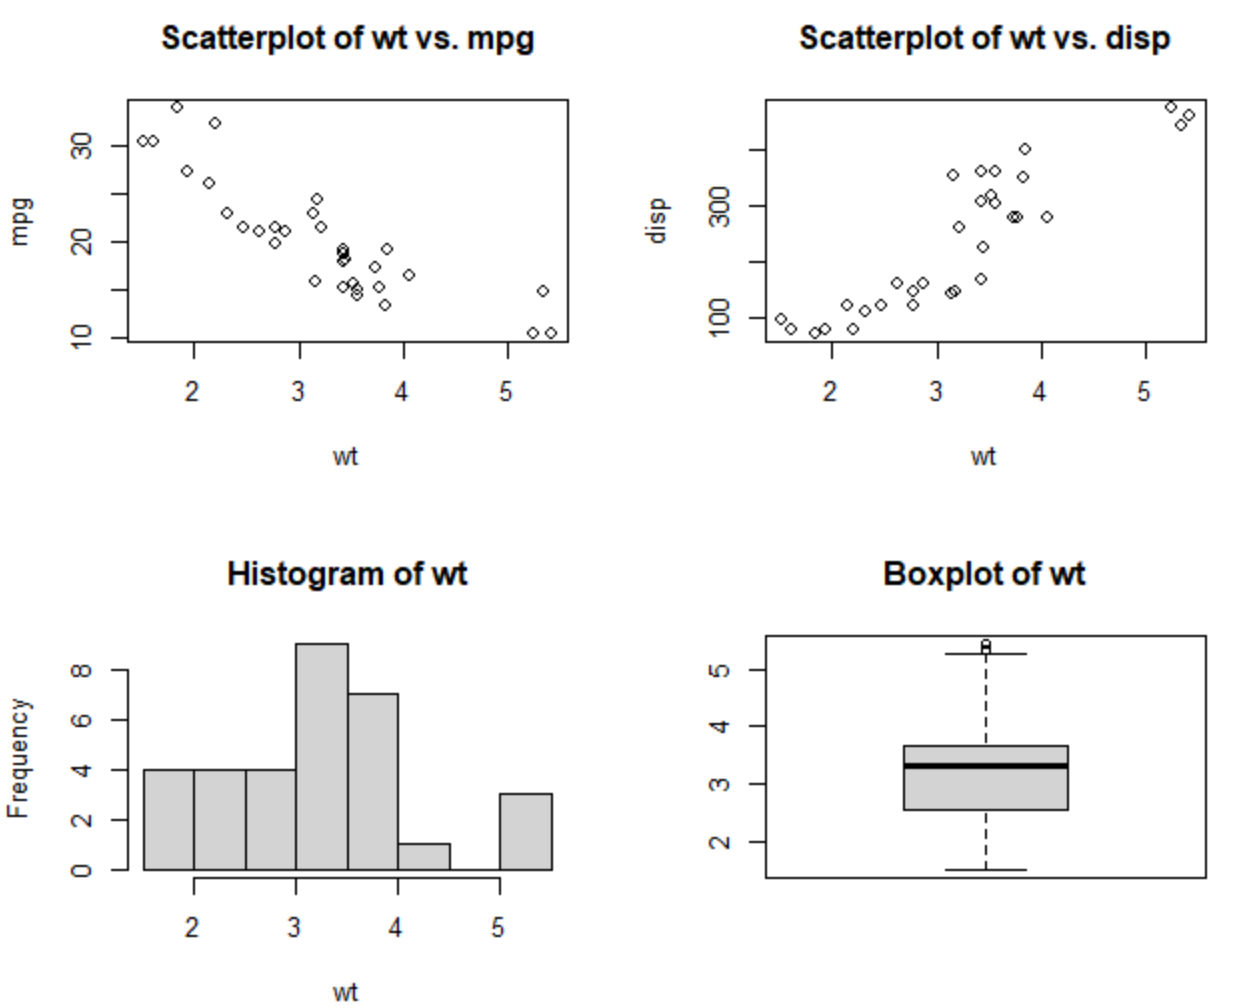 Scatterplot of wt vs. mpg
mpg
10 20 30
2 3 4 5
wt
Scatterplot of wt vs. disp
disp
100 300
2 3 4 5
wt
Histogram of wt
Frequency
0 2 4 6 8
2 3 4 5
wt
Boxplot of wt
2 3 4 5